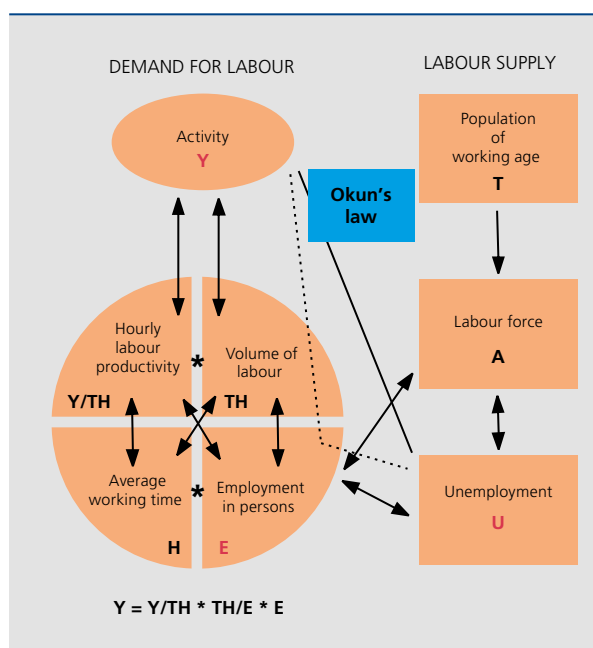 DEMAND FOR LABOUR
LABOUR SUPPLY
Activity
Y
Population
of
working age
T
Okun's
law
Hourly
labour
productivity
*
Volume of
labour
Y/TH
TH
Labour force
A
Average
working time
*
Employment
in persons
H
E
Unemployment
U
Y = Y/TH * TH/E * E